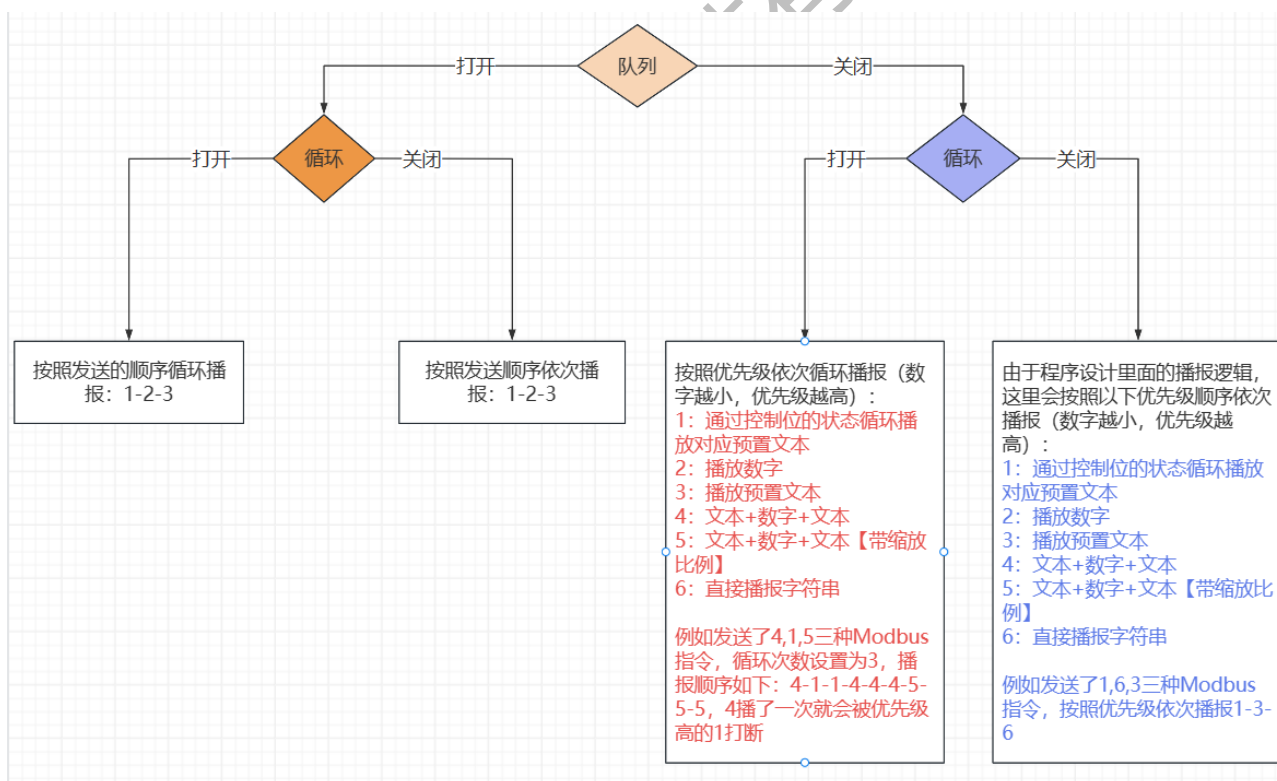 队列
打开
关闭
循环
打开
关闭
循环
打开
关闭
按照发送的顺序循环播
报：1-2-3
按照发送顺序依次播
报：1-2-3
按照优先级依次循环播报（数
字越小，优先级越高）：
1：通过控制位的状态循环播
放对应预置文本
2：播放数字
3：播放预置文本
4：文本+数字+文本
5：文本+数字+文本【带缩放
比例】
6：直接播报字符串
例如发送了4,1,5三种Modbus
指令，循环次数设置为3，播
报顺序如下：4-1-1-4-4-4-5-
5-5，4播了一次就会被优先级
高的1打断
由于程序设计里面的播报逻辑，
这里会按照以下优先级顺序依次
播报（数字越小，优先级越
高）：
1：通过控制位的状态循环播放
对应预置文本
2：播放数字
3：播放预置文本
4：文本+数字+文本
5：文本+数字+文本【带缩放比
例】
6：直接播报字符串
例如发送了1,6,3三种Modbus
指令，按照优先级依次播报1-3-
6